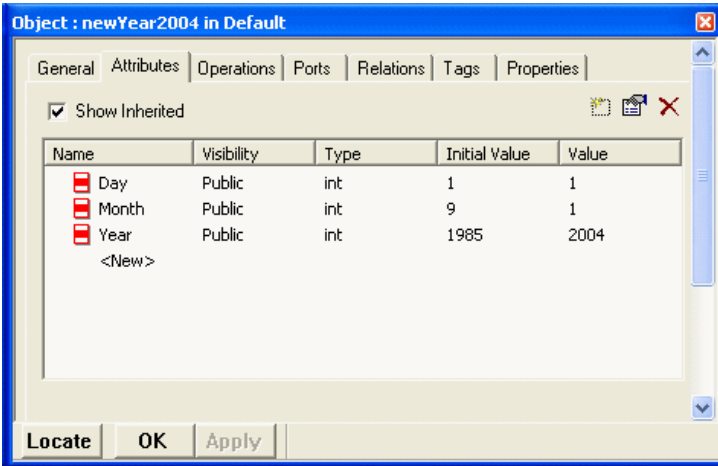 Object : newYear2004 in Default
General Attributes Operations Ports Relations Tags Properties
Show Inherited
Name Visibility Type Initial Value Value
Day Public int 1 1
Month Public int 9 1
Year Public int 1985 2004
<New>
Locate OK Apply